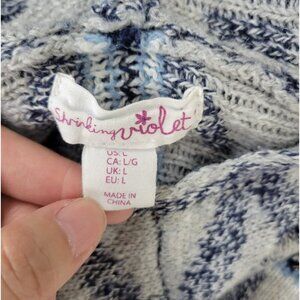 Shrinking violet
US: L
CA: L/G
UK: L
EU: L
MADE IN
CHINA